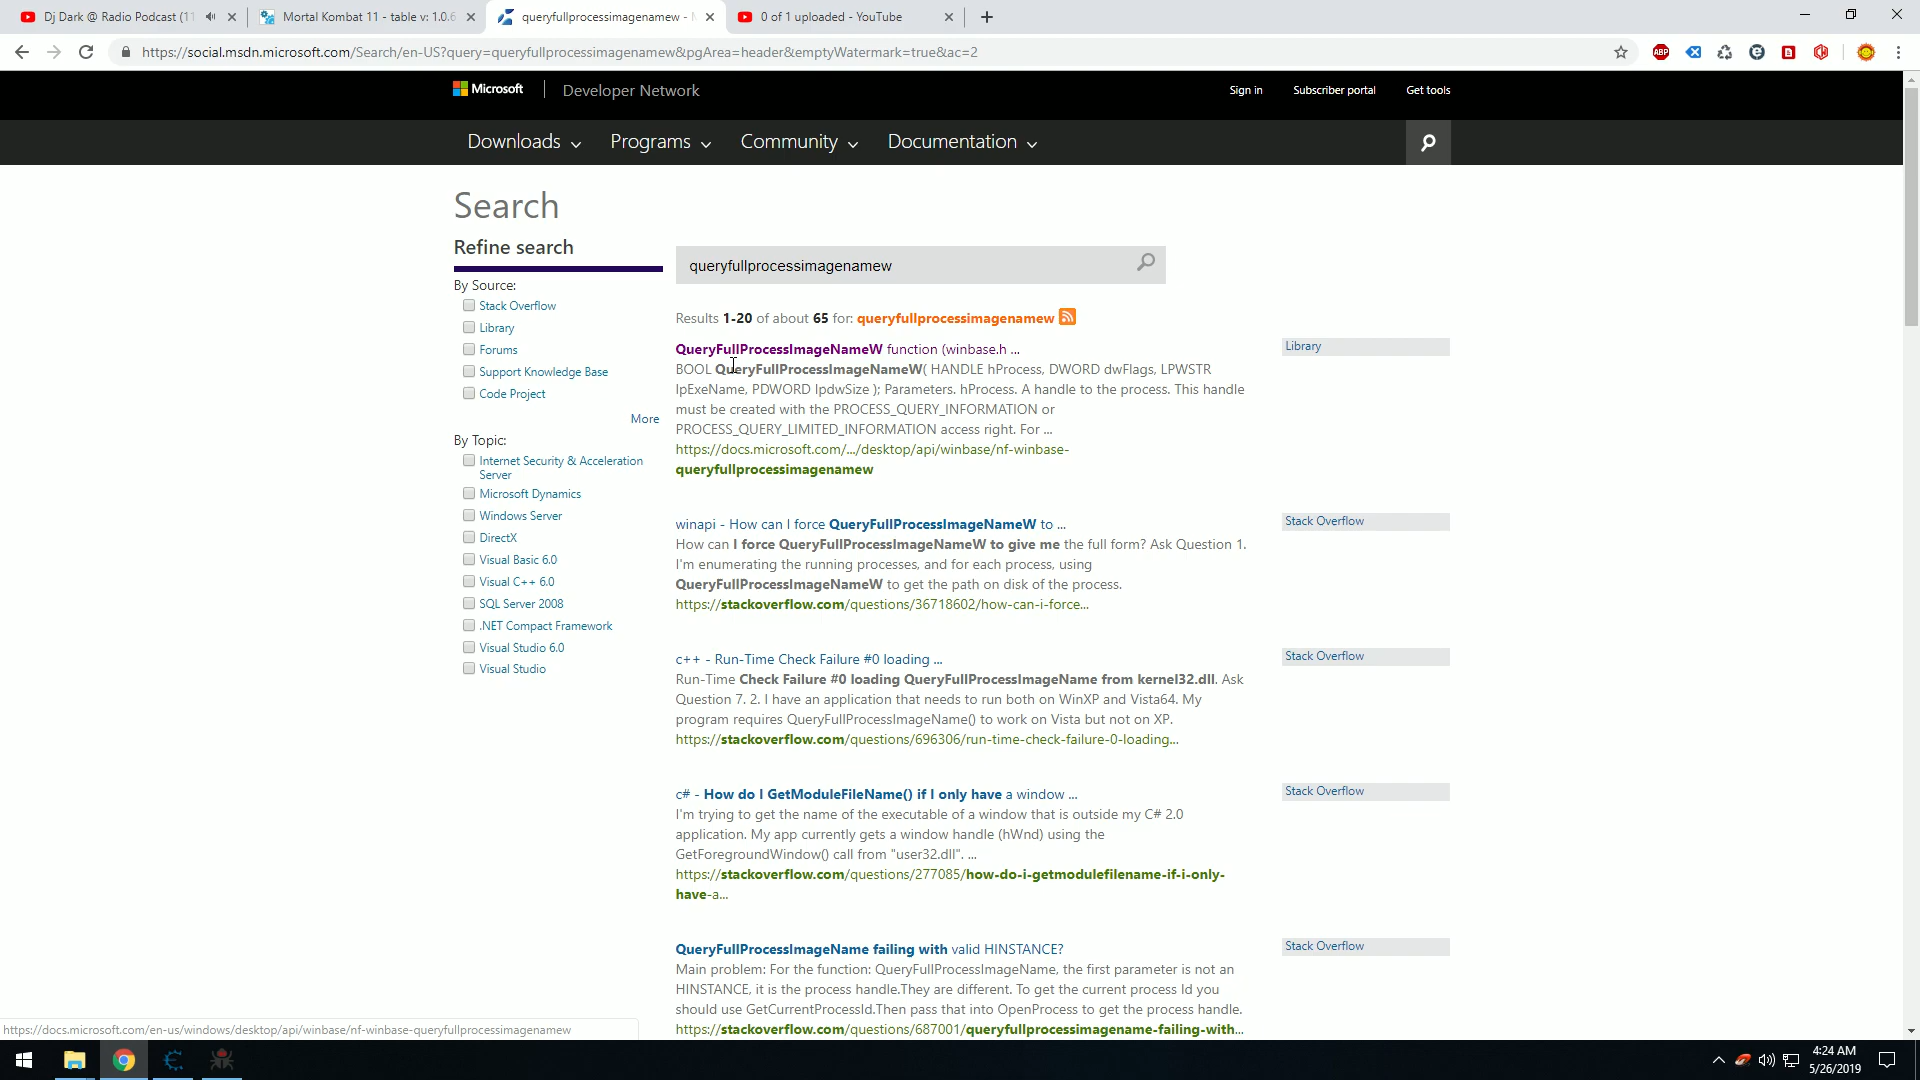 Dj Dark @ Radio Podcast (11
Mortal Kombat 11 - table v: 1.0.6
queryfullprocessimagenamew - M
0 of 1 uploaded - YouTube
https://social.msdn.microsoft.com/Search/en-US?query=queryfullprocessimagenamew&pgArea=header&emptyWatermark=true&ac=2
ABP
Microsoft
Developer Network
Sign in
Subscriber portal
Get tools
Downloads
Programs
Community
Documentation
Search
Refine search
By Source:
Stack Overflow
Library
Forums
Support Knowledge Base
Code Project
More
By Topic:
Internet Security & Acceleration
Server
Microsoft Dynamics
Windows Server
DirectX
Visual Basic 6.0
Visual C++ 6.0
SQL Server 2008
.NET Compact Framework
Visual Studio 6.0
Visual Studio
queryfullprocessimagenamew
Results 1-20 of about 65 for: queryfullprocessimagenamew
QueryFullProcessImageNameW function (winbase.h ...
Library
BOOL QueryFullProcessImageNameW( HANDLE hProcess, DWORD dwFlags, LPWSTR
lpExeName, PDWORD lpdwSize ); Parameters. hProcess. A handle to the process. This handle
must be created with the PROCESS_QUERY_INFORMATION or
PROCESS_QUERY_LIMITED_INFORMATION access right. For ...
https://docs.microsoft.com/.../desktop/api/winbase/nf-winbase-
queryfullprocessimagenamew
winapi - How can I force QueryFullProcessImageNameW to ...
Stack Overflow
How can I force QueryFullProcessImageNameW to give me the full form? Ask Question 1.
I'm enumerating the running processes, and for each process, using
QueryFullProcessImageNameW to get the path on disk of the process.
https://stackoverflow.com/questions/36718602/how-can-i-force...
c++ - Run-Time Check Failure #0 loading ...
Stack Overflow
Run-Time Check Failure #0 loading QueryFullProcessImageName from kernel32.dll. Ask
Question 7. 2. I have an application that needs to run both on WinXP and Vista64. My
program requires QueryFullProcessImageName() to work on Vista but not on XP.
https://stackoverflow.com/questions/696306/run-time-check-failure-0-loading...
c# - How do I GetModuleFileName() if I only have a window ...
Stack Overflow
I'm trying to get the name of the executable of a window that is outside my C# 2.0
application. My app currently gets a window handle (hWnd) using the
GetForegroundWindow() call from "user32.dll". ...
https://stackoverflow.com/questions/277085/how-do-i-getmodulefilename-if-i-only-
have-a...
QueryFullProcessImageName failing with valid HINSTANCE?
Stack Overflow
Main problem: For the function: QueryFullProcessImageName, the first parameter is not an
HINSTANCE, it is the process handle.They are different. To get the current process Id you
should use GetCurrentProcessId.Then pass that into OpenProcess to get the process handle.
https://stackoverflow.com/questions/687001/queryfullprocessimagename-failing-with...
https://docs.microsoft.com/en-us/windows/desktop/api/winbase/nf-winbase-queryfullprocessimagenamew
4:24 AM
5/26/2019